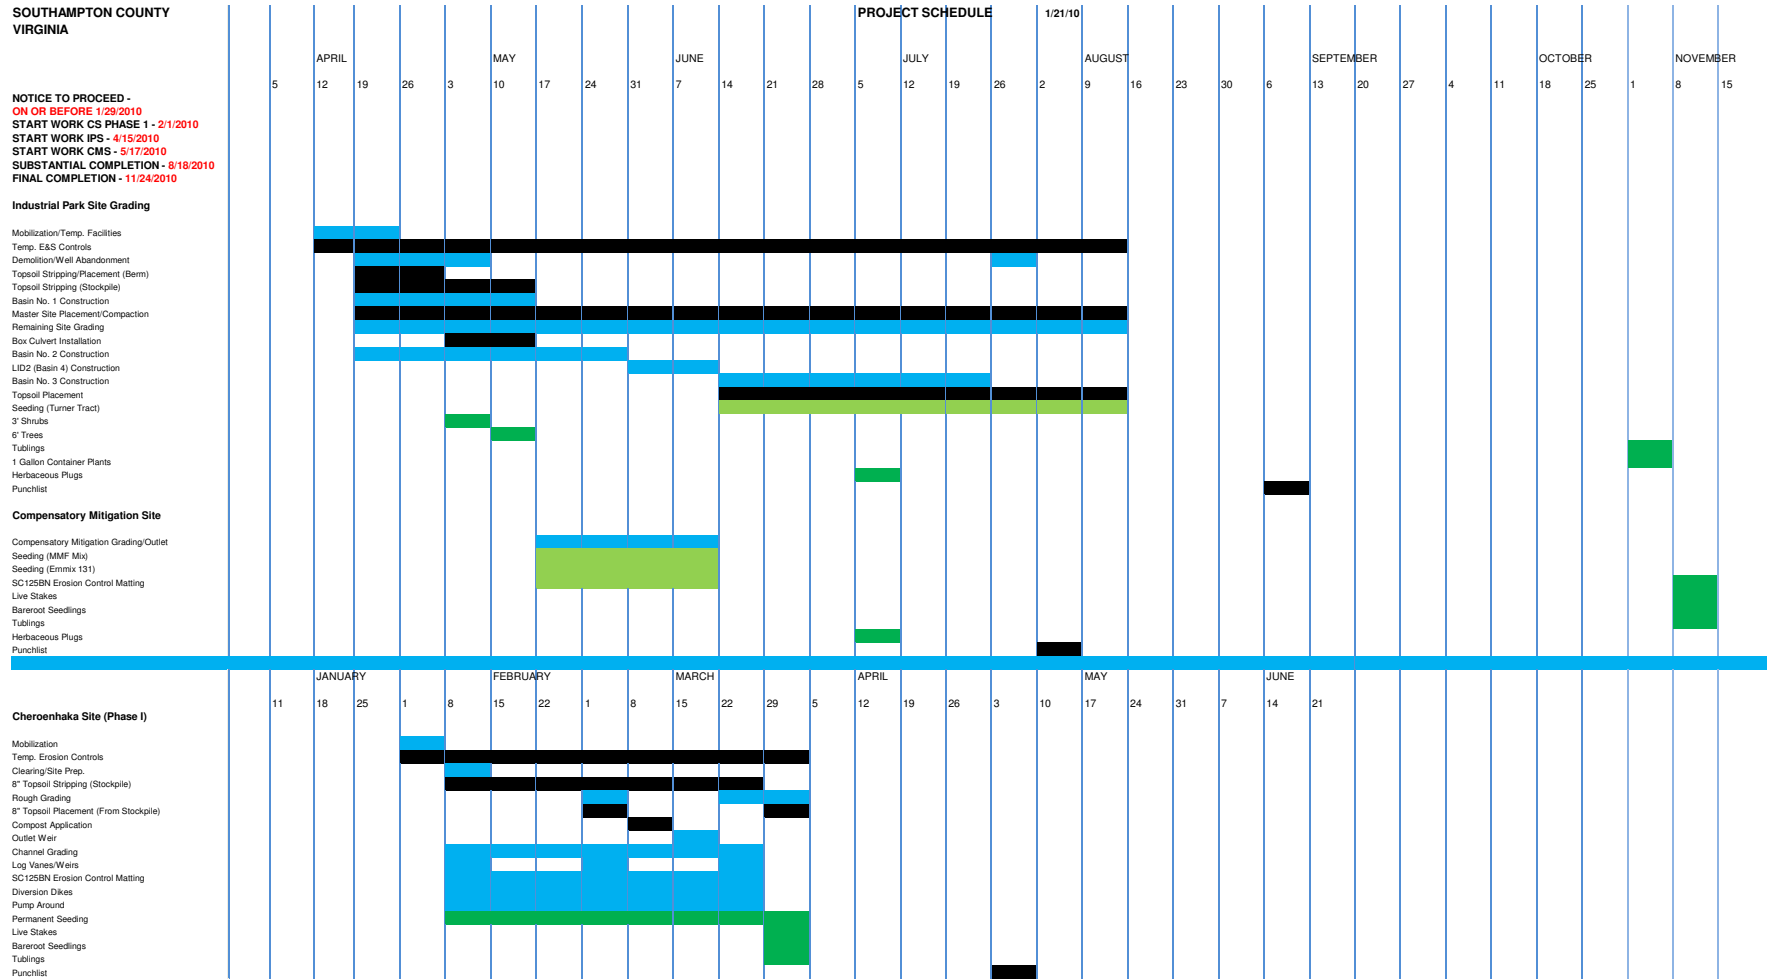 SOUTHAMPTON COUNTY PROJECT SCHEDULE 1/21/10
VIRGINIA
APRIL MAY JUNE JULY AUGUST SEPTEMBER OCTOBER NOVEMBER
5 12 19 26 3 10 17 24 31 7 14 21 28 5 12 19 26 2 9 16 23 30 6 13 20 27 4 11 18 25 1 8 15
NOTICE TO PROCEED -
ON OR BEFORE 1/29/2010
START WORK CS PHASE 1 - 2/1/2010
START WORK IPS - 4/15/2010
START WORK CMS - 5/17/2010
SUBSTANTIAL COMPLETION - 8/18/2010
FINAL COMPLETION - 11/24/2010
Industrial Park Site Grading
Mobilization/Temp. Facilities
Temp. E&S Controls
Demolition/Well Abandonment
Topsoil Stripping/Placement (Berm)
Topsoil Stripping (Stockpile)
Basin No. 1 Construction
Master Site Placement/Compaction
Remaining Site Grading
Box Culvert Installation
Basin No. 2 Construction
LID2 (Basin 4) Construction
Basin No. 3 Construction
Topsoil Placement
Seeding (Turner Tract)
3' Shrubs
6' Trees
Tublings
1 Gallon Container Plants
Herbaceous Plugs
Punchlist
Compensatory Mitigation Site
Compensatory Mitigation Grading/Outlet
Seeding (MMF Mix)
Seeding (Ernmix 131)
SC125BN Erosion Control Matting
Live Stakes
Bareroot Seedlings
Tublings
Herbaceous Plugs
Punchlist
JANUARY FEBRUARY MARCH APRIL MAY JUNE
11 18 25 1 8 15 22 1 8 15 22 29 5 12 19 26 3 10 17 24 31 7 14 21
Cheroenhaka Site (Phase I)
Mobilization
Temp. Erosion Controls
Clearing/Site Prep.
8" Topsoil Stripping (Stockpile)
Rough Grading
8" Topsoil Placement (From Stockpile)
Compost Application
Outlet Weir
Channel Grading
Log Vanes/Weirs
SC125BN Erosion Control Matting
Diversion Dikes
Pump Around
Permanent Seeding
Live Stakes
Bareroot Seedlings
Tublings
Punchlist